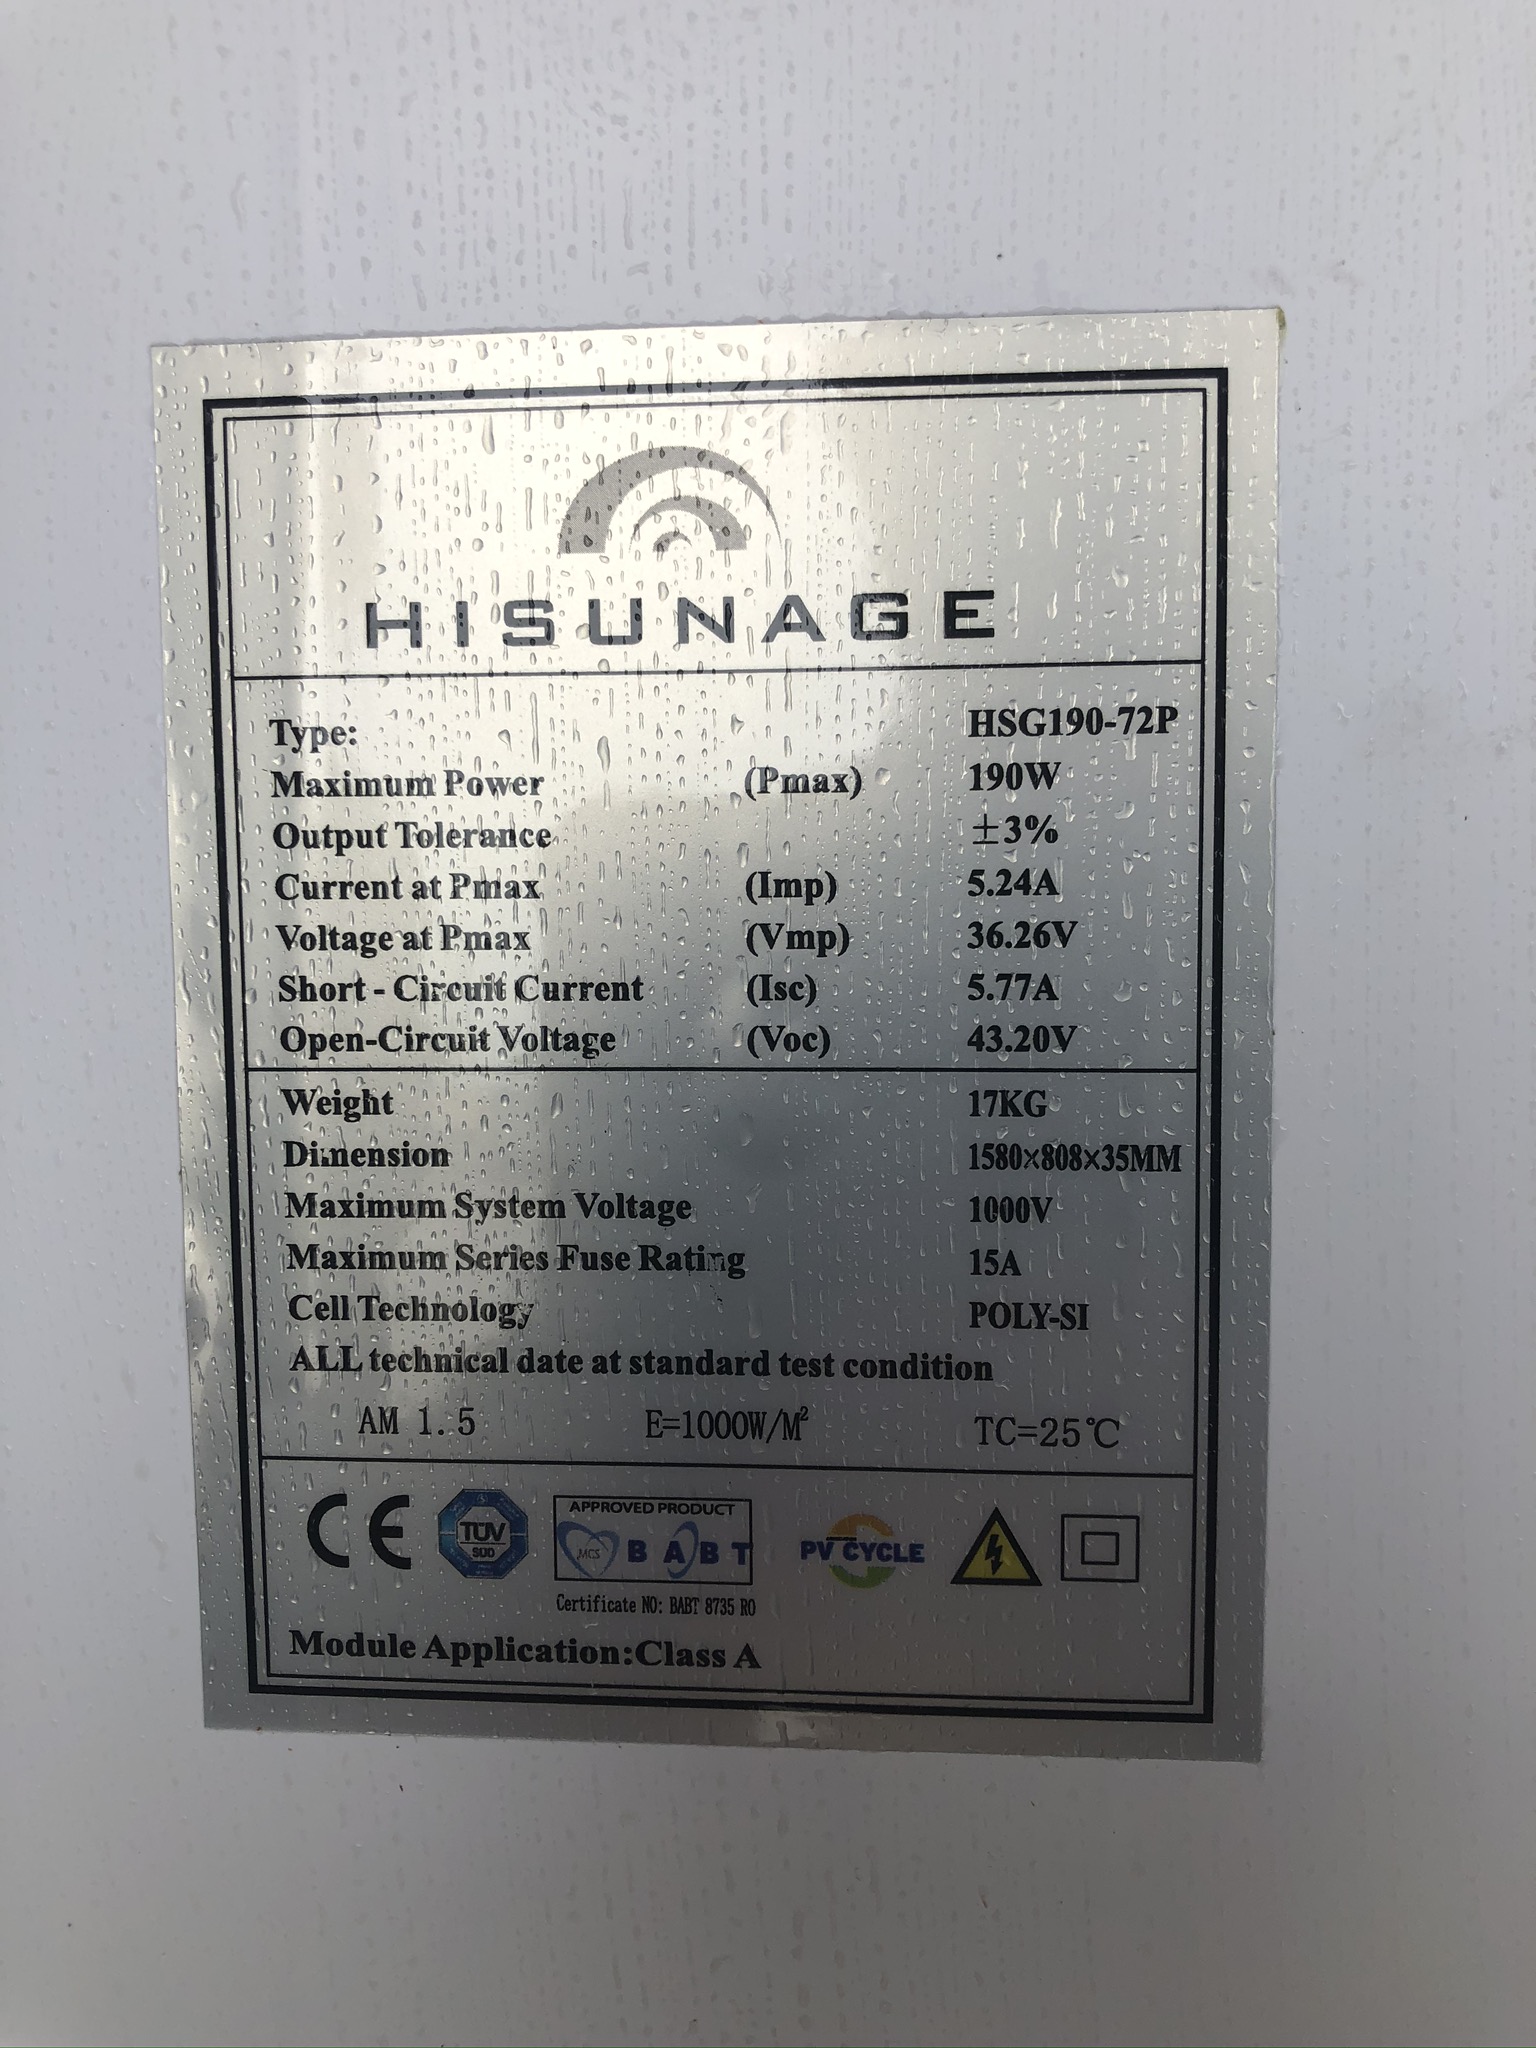 HISUNAGE
Type: HSG190-72P
Maximum Power (Pmax) 190W
Output Tolerance ±3%
Current at Pmax (Imp) 5.24A
Voltage at Pmax (Vmp) 36.26V
Short - Circuit Current (Isc) 5.77A
Open-Circuit Voltage (Voc) 43.20V
Weight 17KG
Dimension 1580×808×35MM
Maximum System Voltage 1000V
Maximum Series Fuse Rating 15A
Cell Technology POLY-SI
ALL technical date at standard test condition
AM 1.5 E=1000W/M² TC=25℃
APPROVED PRODUCT
CE TÜV MCS BABT PV CYCLE
SÜD
Certificate NO: BABT 8735 RO
Module Application:Class A